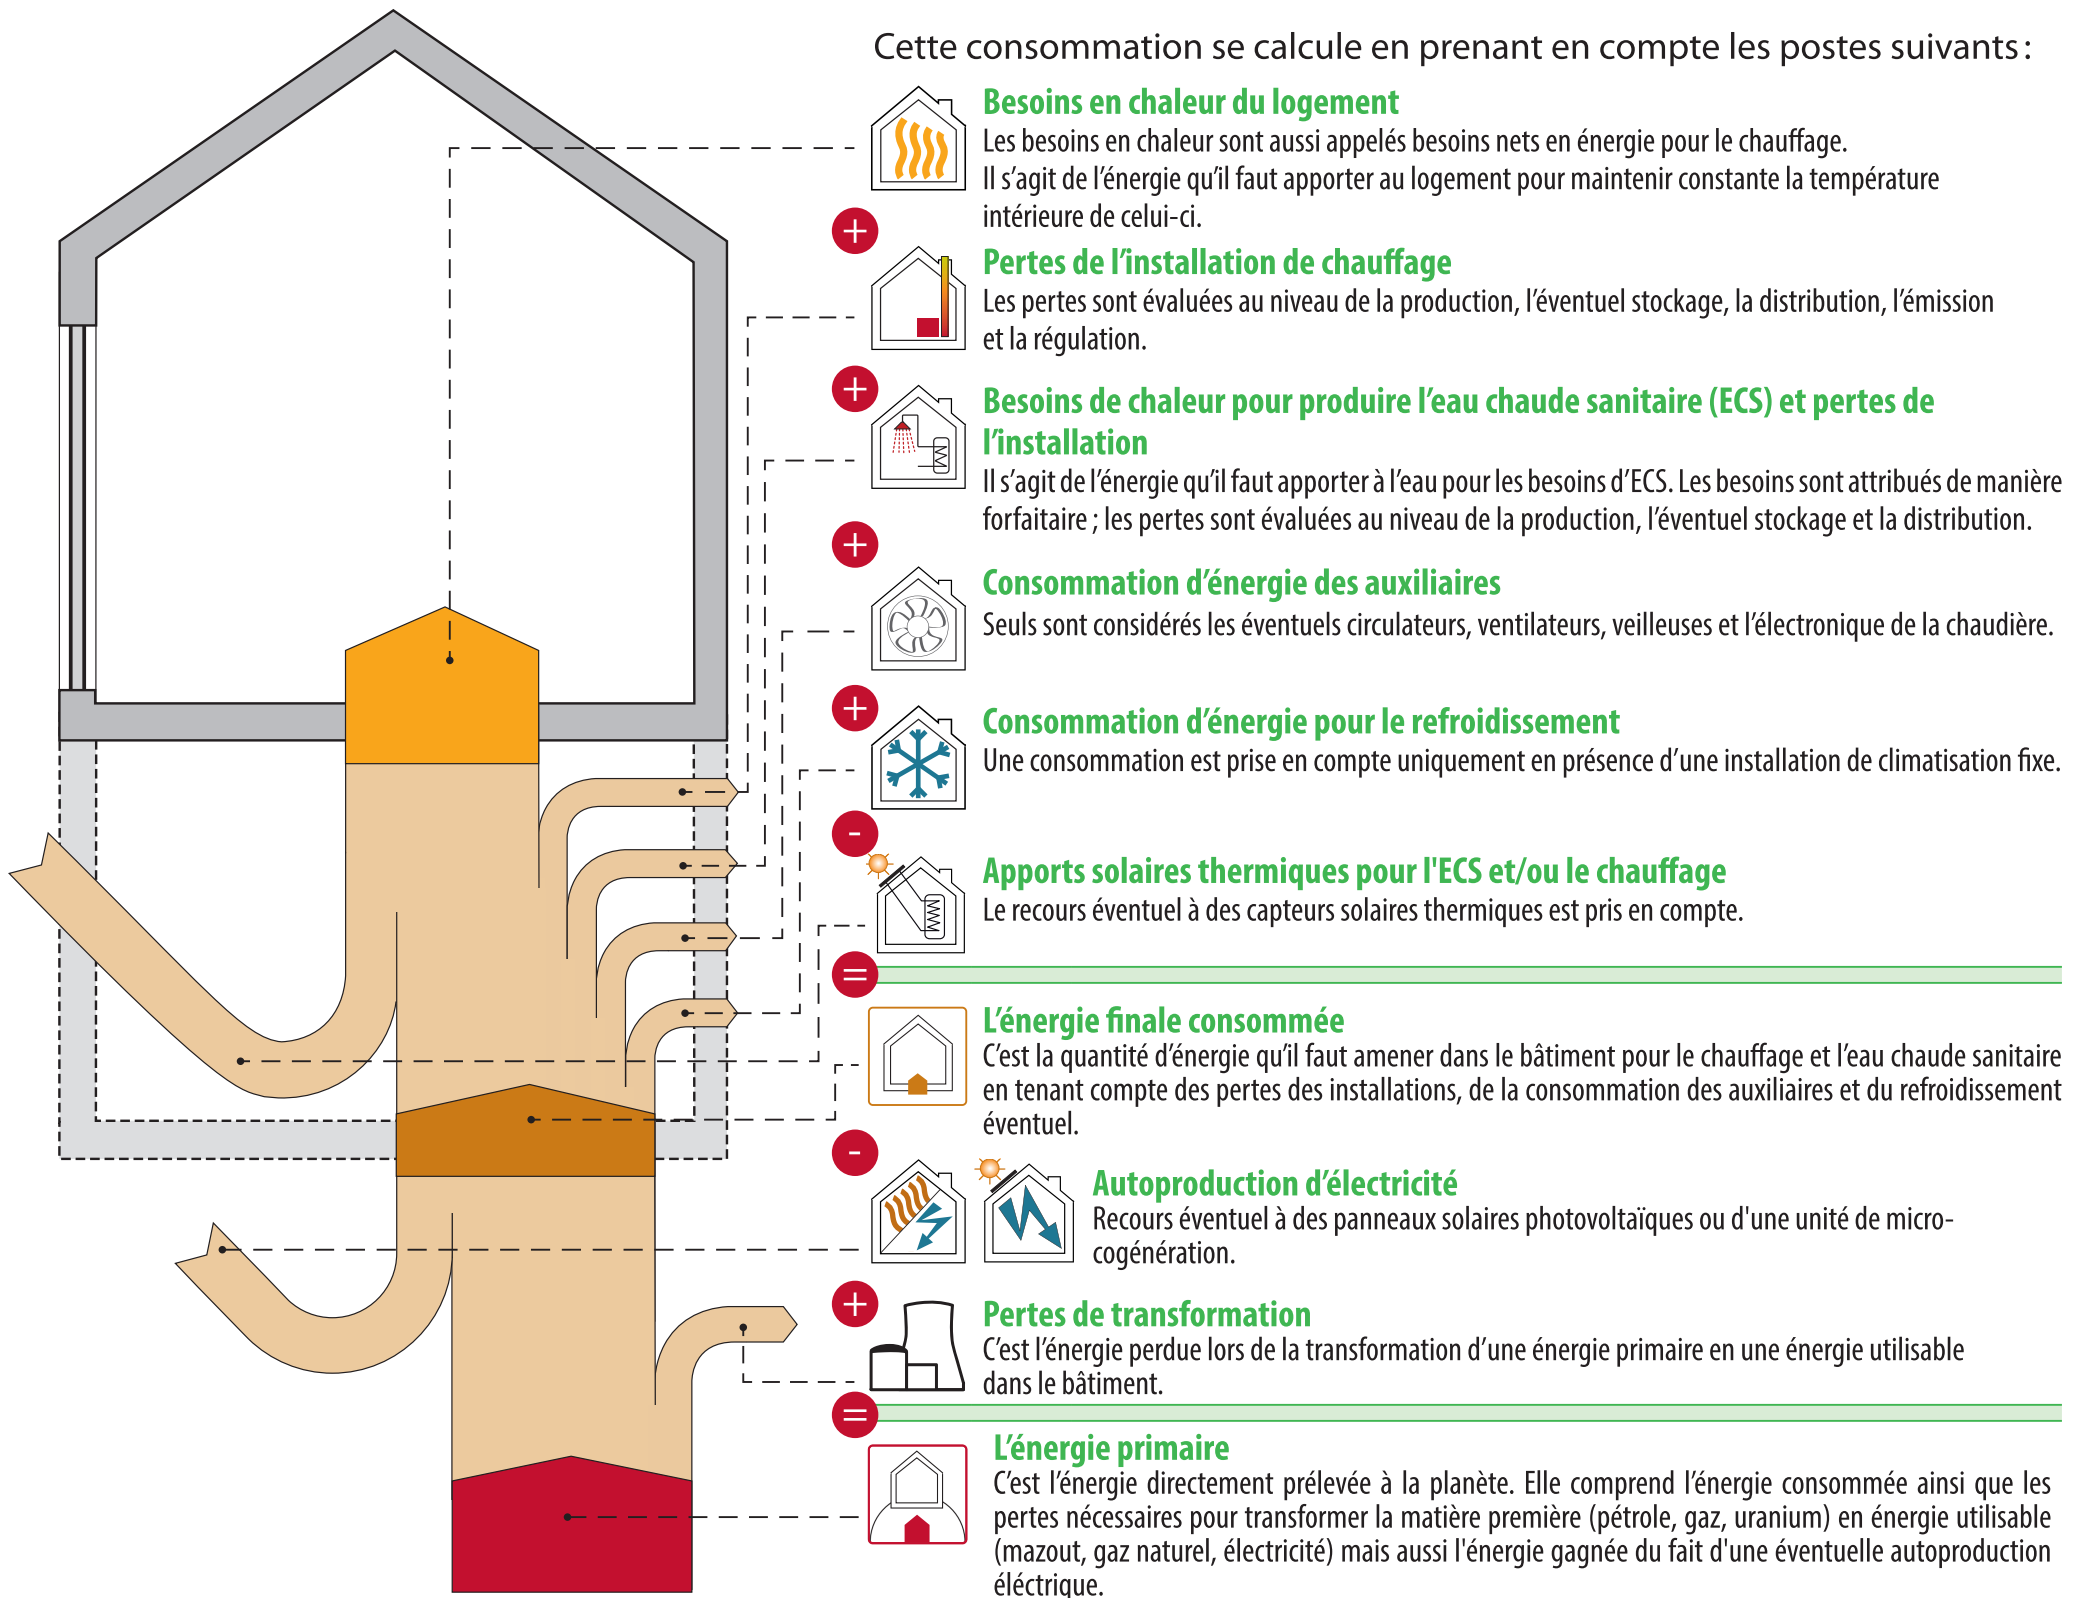 Cette consommation se calcule en prenant en compte les postes suivants :
Besoins en chaleur du logement
Les besoins en chaleur sont aussi appelés besoins nets en énergie pour le chauffage.
Il s’agit de l’énergie qu’il faut apporter au logement pour maintenir constante la température
intérieure de celui-ci.
+
Pertes de l’installation de chauffage
Les pertes sont évaluées au niveau de la production, l’éventuel stockage, la distribution, l’émission
et la régulation.
+
Besoins de chaleur pour produire l’eau chaude sanitaire (ECS) et pertes de
l’installation
Il s’agit de l’énergie qu’il faut apporter à l’eau pour les besoins d’ECS. Les besoins sont attribués de manière
forfaitaire ; les pertes sont évaluées au niveau de la production, l’éventuel stockage et la distribution.
+
Consommation d’énergie des auxiliaires
Seuls sont considérés les éventuels circulateurs, ventilateurs, veilleuses et l’électronique de la chaudière.
+
Consommation d’énergie pour le refroidissement
Une consommation est prise en compte uniquement en présence d’une installation de climatisation fixe.
-
Apports solaires thermiques pour l'ECS et/ou le chauffage
Le recours éventuel à des capteurs solaires thermiques est pris en compte.
=
L’énergie finale consommée
C’est la quantité d’énergie qu’il faut amener dans le bâtiment pour le chauffage et l’eau chaude sanitaire
en tenant compte des pertes des installations, de la consommation des auxiliaires et du refroidissement
éventuel.
-
Autoproduction d’électricité
Recours éventuel à des panneaux solaires photovoltaïques ou d'une unité de micro-
cogénération.
+
Pertes de transformation
C’est l’énergie perdue lors de la transformation d’une énergie primaire en une énergie utilisable
dans le bâtiment.
=
L’énergie primaire
C’est l’énergie directement prélevée à la planète. Elle comprend l’énergie consommée ainsi que les
pertes nécessaires pour transformer la matière première (pétrole, gaz, uranium) en énergie utilisable
(mazout, gaz naturel, électricité) mais aussi l'énergie gagnée du fait d'une éventuelle autoproduction
éléctrique.